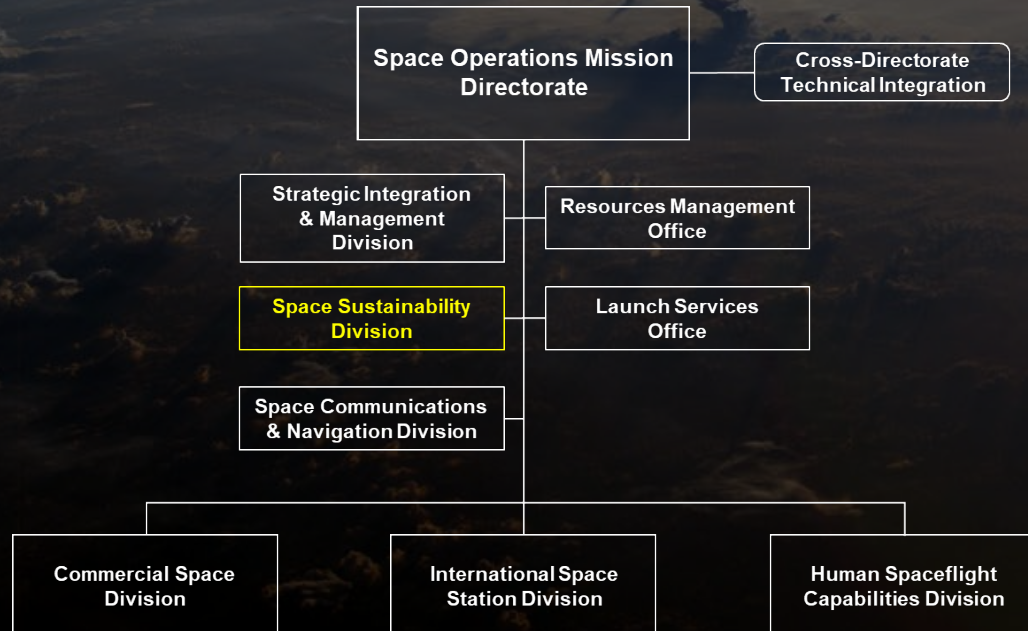 Space Operations Mission
Directorate
Cross-Directorate
Technical Integration
Strategic Integration
& Management
Division
Resources Management
Office
Space Sustainability
Division
Launch Services
Office
Space Communications
& Navigation Division
Commercial Space
Division
International Space
Station Division
Human Spaceflight
Capabilities Division